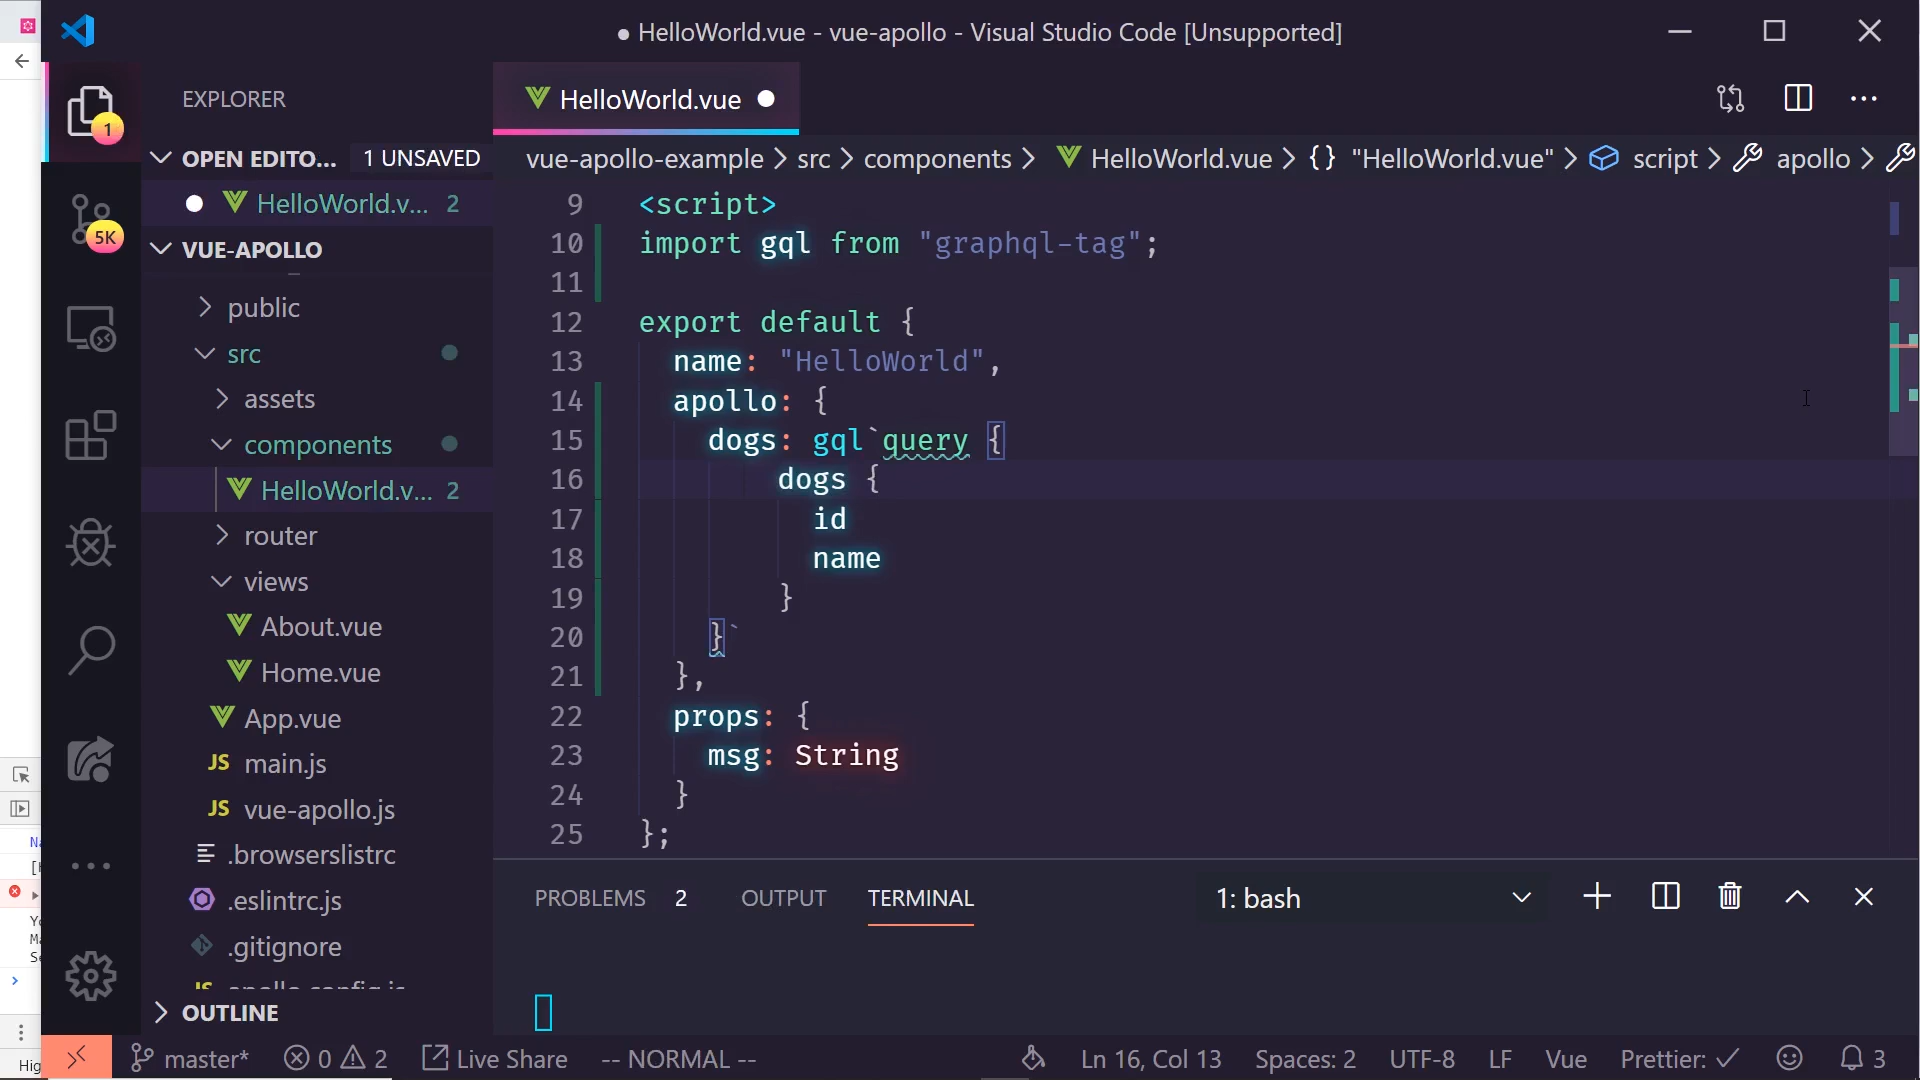 ● HelloWorld.vue - vue-apollo - Visual Studio Code [Unsupported]
EXPLORER
1
5K
OPEN EDITO... 1 UNSAVED
HelloWorld.v... 2
VUE-APOLLO
public
src
assets
components
HelloWorld.v... 2
router
views
About.vue
Home.vue
App.vue
JS main.js
JS vue-apollo.js
.browserslistrc
.eslintrc.js
.gitignore
OUTLINE
HelloWorld.vue
vue-apollo-example > src > components > HelloWorld.vue > {} "HelloWorld.vue" > script > apollo >
9 <script>
10 import gql from "graphql-tag";
11
12 export default {
13 name: "HelloWorld",
14 apollo: {
15 dogs: gql`query {
16 dogs {
17 id
18 name
19 }
20 }`
21 },
22 props: {
23 msg: String
24 }
25 };
PROBLEMS 2 OUTPUT TERMINAL 1: bash
master* 0 2 Live Share -- NORMAL -- Ln 16, Col 13 Spaces: 2 UTF-8 LF Vue Prettier: ✓ 3